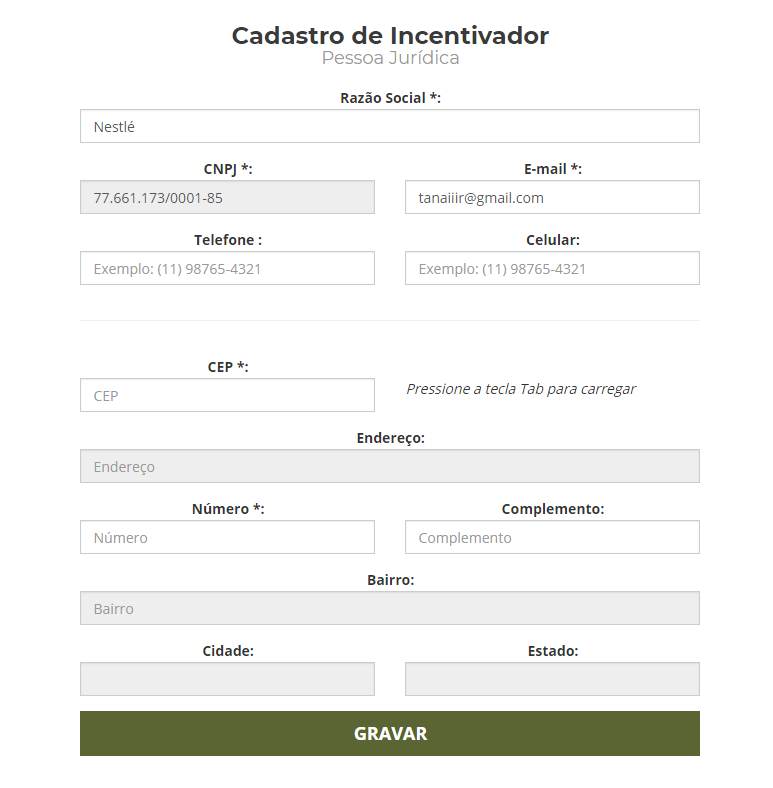 Cadastro de Incentivador
Pessoa Jurídica
Razão Social *:
Nestlé
CNPJ *:
E-mail *:
77.661.173/0001-85
tanaiiir@gmail.com
Telefone :
Celular:
Exemplo: (11) 98765-4321
Exemplo: (11) 98765-4321
CEP *:
CEP
Pressione a tecla Tab para carregar
Endereço:
Endereço
Número *:
Complemento:
Número
Complemento
Bairro:
Bairro
Cidade:
Estado:
GRAVAR